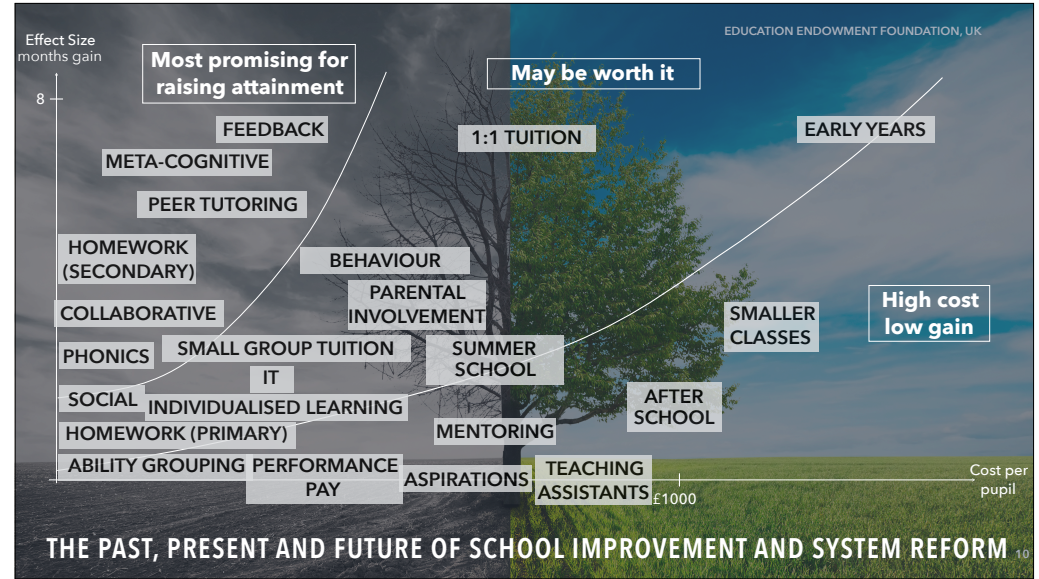 EDUCATION ENDOWMENT FOUNDATION, UK
Effect Size
months gain
Most promising for
raising attainment
May be worth it
8
FEEDBACK
1:1 TUITION
EARLY YEARS
META-COGNITIVE
PEER TUTORING
HOMEWORK
(SECONDARY)
BEHAVIOUR
PARENTAL
INVOLVEMENT
High cost
low gain
COLLABORATIVE
SMALLER
CLASSES
PHONICS
SMALL GROUP TUITION
SUMMER
SCHOOL
IT
SOCIAL
INDIVIDUALISED LEARNING
AFTER
SCHOOL
HOMEWORK (PRIMARY)
MENTORING
ABILITY GROUPING
PERFORMANCE
PAY
ASPIRATIONS
TEACHING
ASSISTANTS
£1000
Cost per
pupil
THE PAST, PRESENT AND FUTURE OF SCHOOL IMPROVEMENT AND SYSTEM REFORM
10